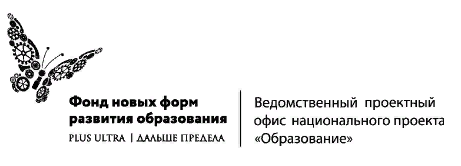 Фонд новых форм
развития образования
PLUS ULTRA | ДАЛЬШЕ ПРЕДЕЛА
Ведомственный проектный
офис национального проекта
«Образование»